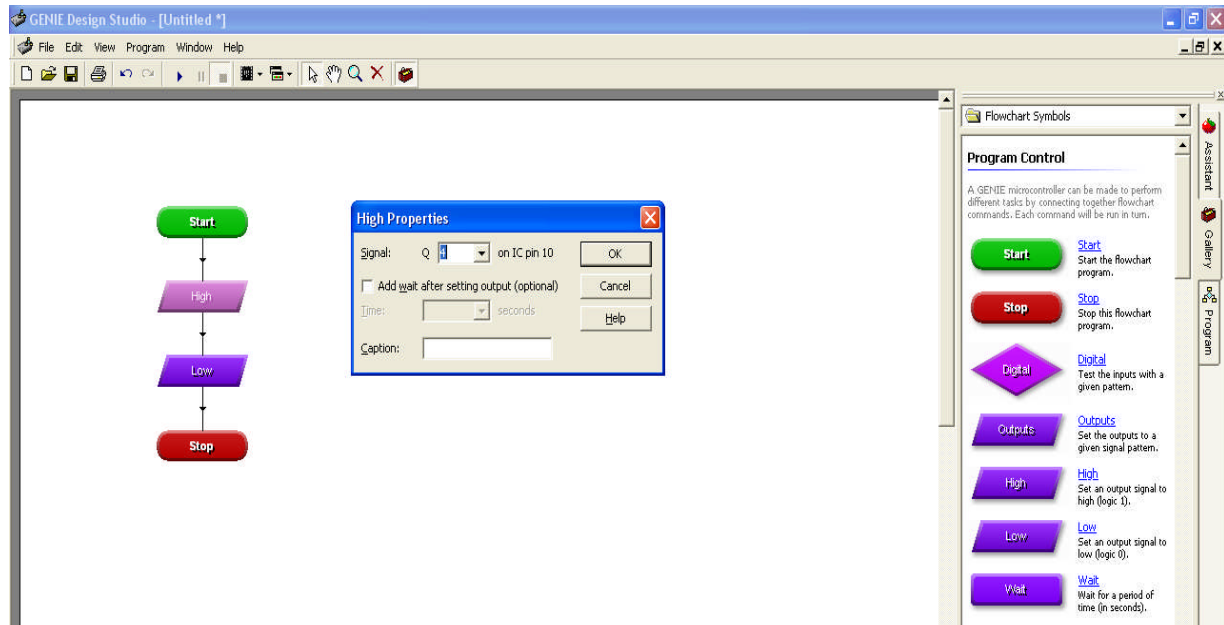 GENIE Design Studio - [Untitled *]
File Edit View Program Window Help
Start
High
Low
Stop
High Properties
Signal: Q 4 on IC pin 10
Add wait after setting output (optional)
Time: seconds
Caption:
OK
Cancel
Help
Flowchart Symbols
Program Control
A GENIE microcontroller can be made to perform
different tasks by connecting together flowchart
commands. Each command will be run in turn.
Start
Start
Start the flowchart
program.
Stop
Stop
Stop this flowchart
program.
Digital
Digital
Test the inputs with a
given pattern.
Outputs
Outputs
Set the outputs to a
given signal pattern.
High
High
Set an output signal to
high (logic 1).
Low
Low
Set an output signal to
low (logic 0).
Wait
Wait
Wait for a period of
time (in seconds).
Assistant
Gallery
Program